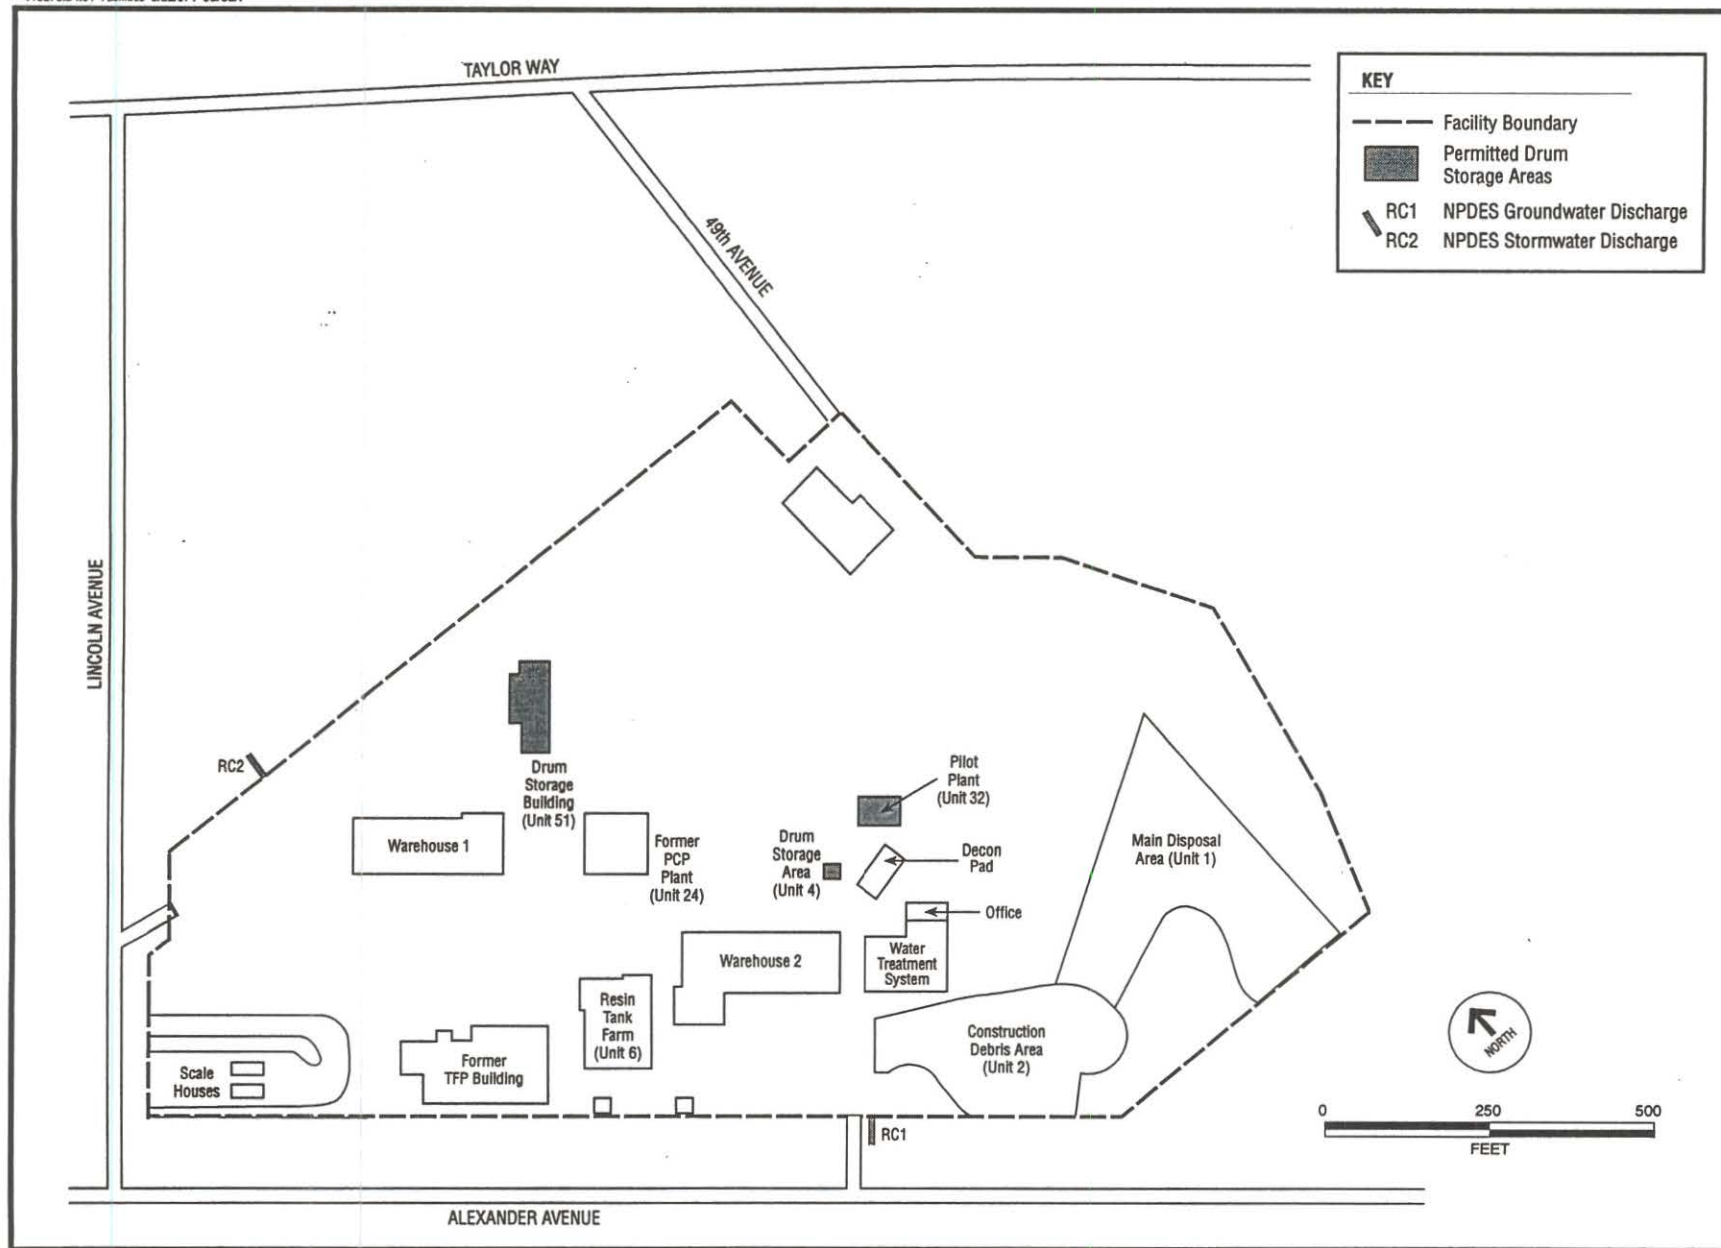 TAYLOR WAY
KEY
Facility Boundary
Permitted Drum
Storage Areas
RC1 NPDES Groundwater Discharge
RC2 NPDES Stormwater Discharge
49th AVENUE
LINCOLN AVENUE
RC2
Drum
Storage
Building
(Unit 51)
Pilot
Plant
(Unit 32)
Warehouse 1
Former
PCP
Plant
(Unit 24)
Drum
Storage
Area
(Unit 4)
Decon
Pad
Main Disposal
Area (Unit 1)
Office
Warehouse 2
Water
Treatment
System
Resin
Tank
Farm
(Unit 6)
Construction
Debris Area
(Unit 2)
Scale
Houses
Former
TFP Building
NORTH
0 250 500
FEET
RC1
ALEXANDER AVENUE